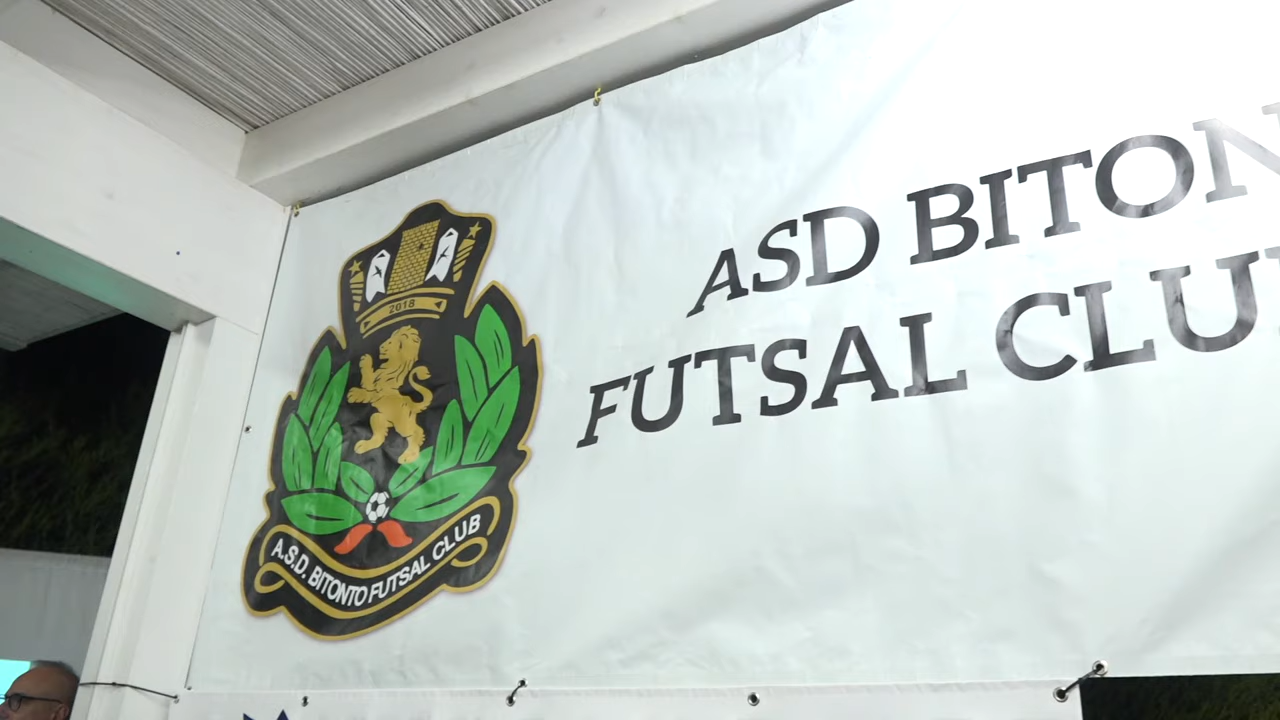 2018
A.S.D. BITONTO FUTSAL CLUB
ASD BITON
FUTSAL CLU